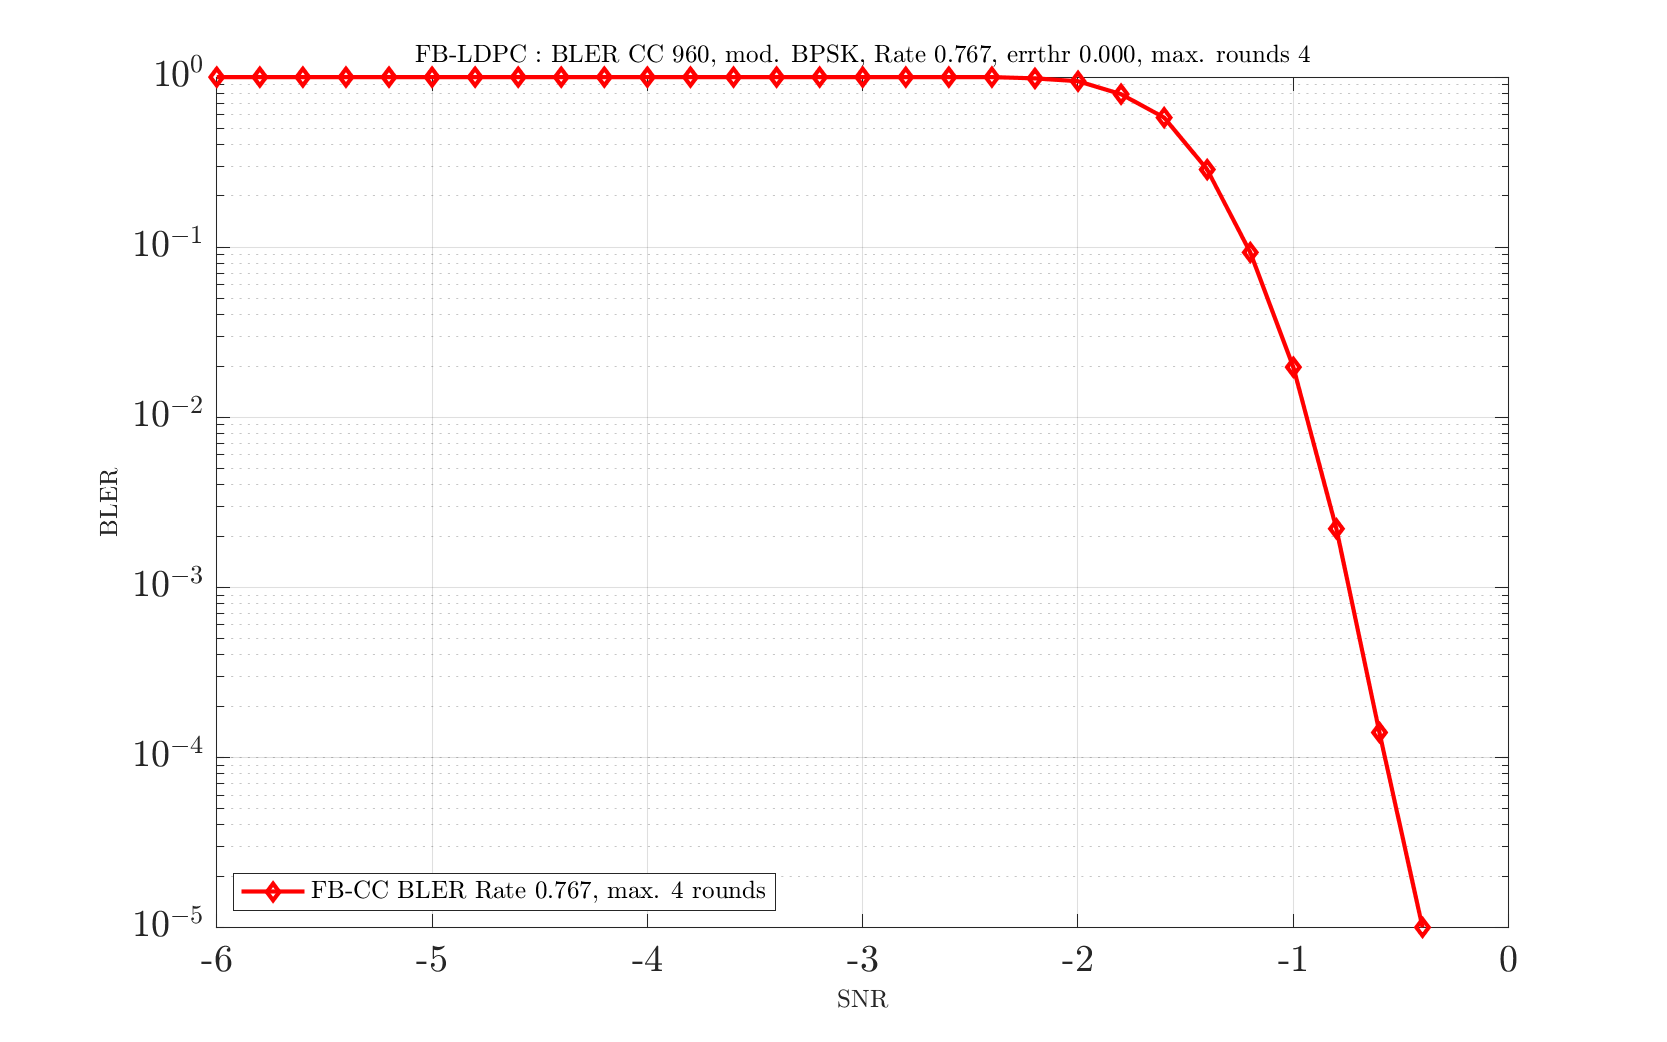 FB-LDPC : BLER CC 960, mod. BPSK, Rate 0.767, errthr 0.000, max. rounds 4
10^0
10^-1
10^-2
10^-3
10^-4
10^-5
BLER
FB-CC BLER Rate 0.767, max. 4 rounds
-6 -5 -4 -3 -2 -1 0
SNR